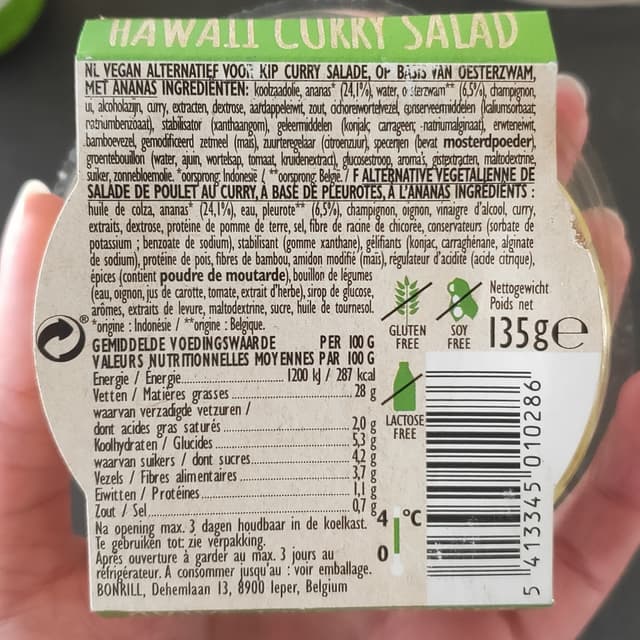 HAWAII CURRY SALAD
NL VEGAN ALTERNATIEF VOOR KIP CURRY SALADE, OP BASIS VAN OESTERZWAM,
MET ANANAS INGREDIËNTEN: koolzaadolie, ananas* (24,1%), water, oesterzwam** (6,5%), champignon,
ui, alcoholazijn, curry, extracten, dextrose, aardappeleiwit, zout, cichoreiwortelvezel, conserveermiddelen (kaliumsorbaat;
natriumbenzoaat), stabilisator (xanthaangom), geleermiddelen (konjak; carrageen; natriumalginaat), erwteneiwit,
bamboevezel, gemodificeerd zetmeel (mais), zuurteregelaar (citroenzuur), specerijen (bevat mosterdpoeder),
groentebouillon (water, ajuin, wortelsap, tomaat, kruidenextract), glucosestroop, aroma's, gistextracten, maltodextrine,
suiker, zonnebloemolie. *oorsprong: Indonesië / **oorsprong: België. / F ALTERNATIVE VÉGÉTALIENNE DE
SALADE DE POULET AU CURRY, À BASE DE PLEUROTES, À L'ANANAS INGRÉDIENTS :
huile de colza, ananas* (24,1%), eau, pleurote** (6,5%), champignon, oignon, vinaigre d'alcool, curry,
extraits, dextrose, protéine de pomme de terre, sel, fibre de racine de chicorée, conservateurs (sorbate de
potassium ; benzoate de sodium), stabilisant (gomme xanthane), gélifiants (konjac, carraghénane, alginate
de sodium), protéine de pois, fibres de bambou, amidon modifié (maïs), régulateur d'acidité (acide citrique),
épices (contient poudre de moutarde), bouillon de légumes
(eau, oignon, jus de carotte, tomate, extrait d'herbe), sirop de glucose,
arômes, extraits de levure, maltodextrine, sucre, huile de tournesol.
*origine : Indonésie / **origine : Belgique.
GLUTEN FREE
SOY FREE
Nettogewicht
Poids net
135g℮
GEMIDDELDE VOEDINGSWAARDE PER 100 G
VALEURS NUTRITIONNELLES MOYENNES PAR 100 G
Energie / Énergie 1200 kJ / 287 kcal
Vetten / Matières grasses 28 g
waarvan verzadigde vetzuren /
dont acides gras saturés 2,0 g
Koolhydraten / Glucides 5,3 g
waarvan suikers / dont sucres 4,2 g
Vezels / Fibres alimentaires 3,7 g
Eiwitten / Protéines 1,1 g
Zout / Sel 0,7 g
LACTOSE FREE
Na opening max. 3 dagen houdbaar in de koelkast.
Te gebruiken tot: zie verpakking.
Après ouverture à garder au max. 3 jours au
réfrigérateur. À consommer jusqu'au : voir emballage.
BONRILL, Dehemlaan 13, 8900 Ieper, Belgium
4 °C
0
5 413345 010286